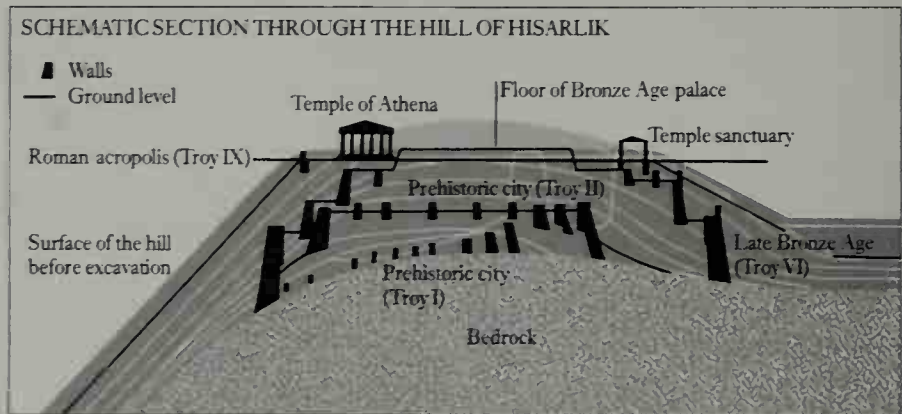 SCHEMATIC SECTION THROUGH THE HILL OF HISARLIK
Walls
Ground level
Temple of Athena
Floor of Bronze Age palace
Temple sanctuary
Roman acropolis (Troy IX)
Prehistoric city (Troy II)
Surface of the hill
before excavation
Late Bronze Age
(Troy VI)
Prehistoric city
(Troy I)
Bedrock